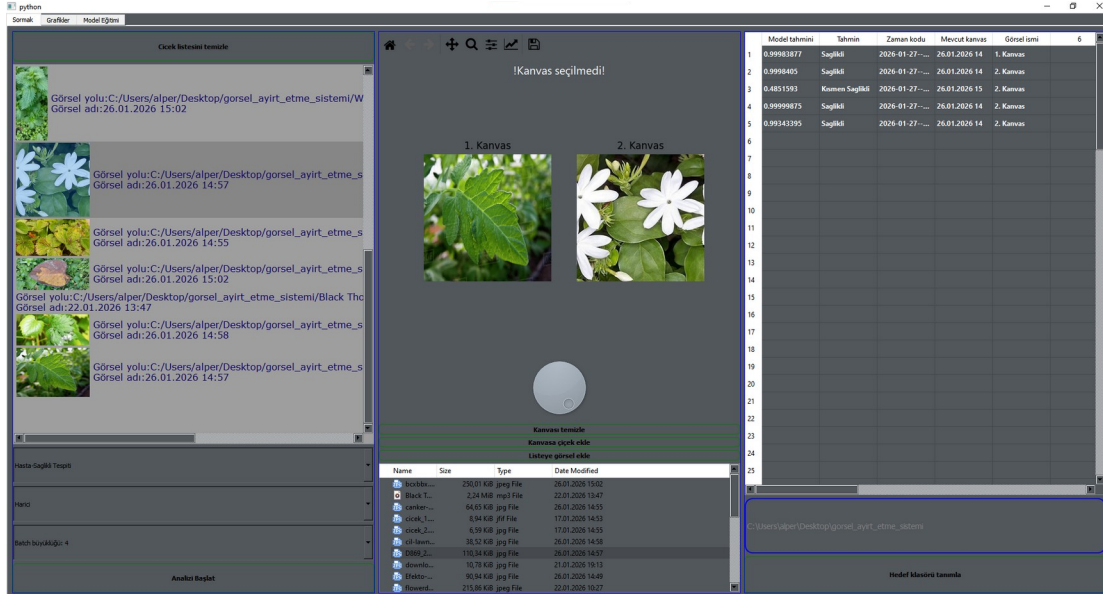 python
Sormak Grafikler Model Eğitimi
Cicek listesini temizle
Görsel yolu:C:/Users/alper/Desktop/gorsel_ayirt_etme_sistemi/W
Görsel adı:26.01.2026 15:02
Görsel yolu:C:/Users/alper/Desktop/gorsel_ayirt_etme_s
Görsel adı:26.01.2026 14:57
Görsel yolu:C:/Users/alper/Desktop/gorsel_ayirt_etme_s
Görsel adı:26.01.2026 14:55
Görsel yolu:C:/Users/alper/Desktop/gorsel_ayirt_etme_s
Görsel adı:26.01.2026 15:02
Görsel yolu:C:/Users/alper/Desktop/gorsel_ayirt_etme_sistemi/Black Tho
Görsel adı:22.01.2026 13:47
Görsel yolu:C:/Users/alper/Desktop/gorsel_ayirt_etme_s
Görsel adı:26.01.2026 14:58
Görsel yolu:C:/Users/alper/Desktop/gorsel_ayirt_etme_s
Görsel adı:26.01.2026 14:57
Hasta-Saglikli Tespiti
Harici
Batch büyüklüğü: 4
Analizi Başlat
!Kanvas seçilmedi!
1. Kanvas 2. Kanvas
Kanvası temizle
Kanvasa çiçek ekle
Listeye görsel ekle
Name Size Type Date Modified
bcxbbx.... 250,01 KiB jpeg File 26.01.2026 15:02
Black T... 2,24 MiB mp3 File 22.01.2026 13:47
canker-... 64,65 KiB jpg File 26.01.2026 14:55
cicek_1.... 8,94 KiB jfif File 17.01.2026 14:53
cicek_2... 6,59 KiB jpg File 17.01.2026 14:55
cil-lawn... 38,52 KiB jpg File 26.01.2026 14:58
D869_2... 110,34 KiB jpg File 26.01.2026 14:57
downlo... 10,78 KiB jpg File 21.01.2026 19:13
Efekto-... 90,94 KiB jpg File 26.01.2026 14:49
flowerd... 215,86 KiB jpg File 22.01.2026 10:27
Model tahmini Tahmin Zaman kodu Mevcut kanvas Görsel ismi 6
1 0.99983877 Saglikli 2026-01-27--... 26.01.2026 14 1. Kanvas
2 0.9998405 Saglikli 2026-01-27--... 26.01.2026 14 2. Kanvas
3 0.4851593 Kısmen Saglikli 2026-01-27--... 26.01.2026 15 2. Kanvas
4 0.99999875 Saglikli 2026-01-27--... 26.01.2026 14 2. Kanvas
5 0.99343395 Saglikli 2026-01-27--... 26.01.2026 14 2. Kanvas
6
7
8
9
10
11
12
13
14
15
16
17
18
19
20
21
22
23
24
25
C:\Users\alper\Desktop\gorsel_ayirt_etme_sistemi
Hedef klasörü tanımla